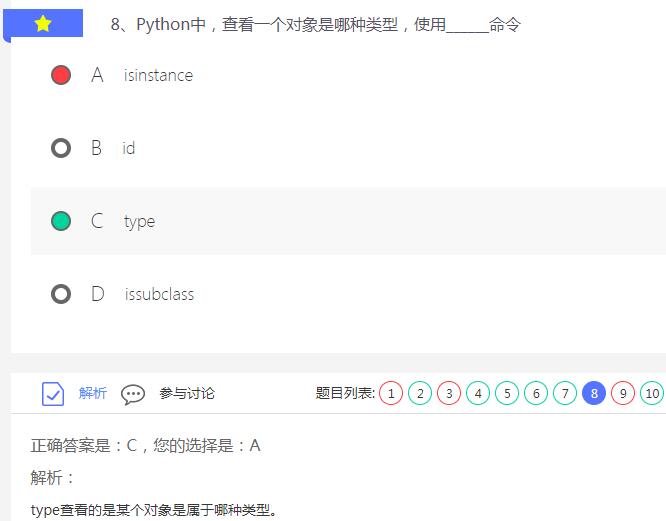 8、Python中，查看一个对象是哪种类型，使用______命令
A isinstance
B id
C type
D issubclass
解析 参与讨论 题目列表: 1 2 3 4 5 6 7 8 9 10
正确答案是：C，您的选择是：A
解析：
type查看的是某个对象是属于哪种类型。